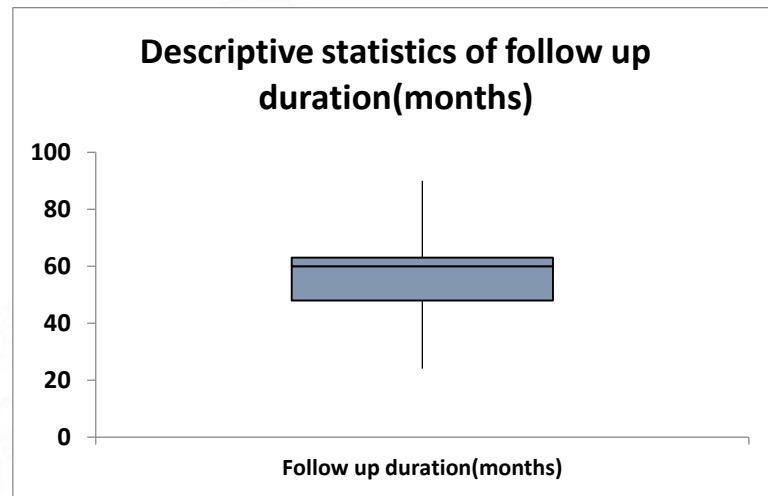 Descriptive statistics of follow up
duration(months)
100
80
60
40
20
0
Follow up duration(months)